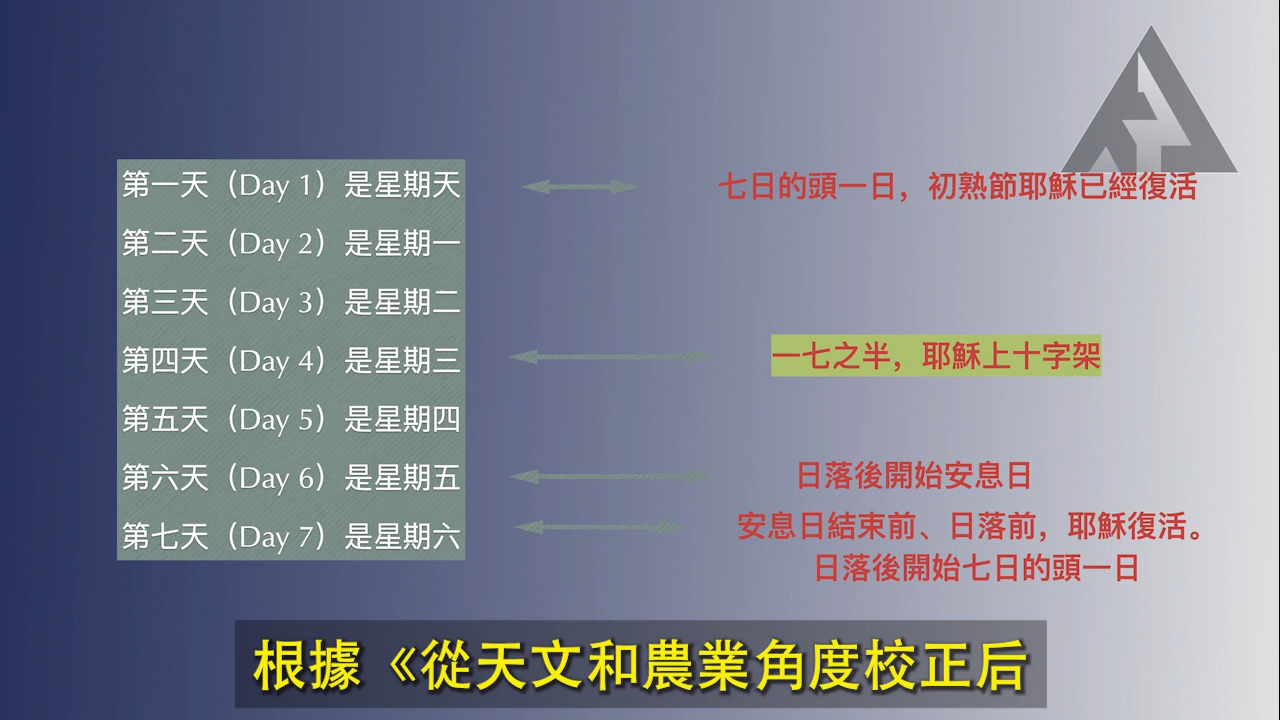 第一天（Day 1）是星期天
七日的頭一日，初熟節耶穌已經復活
第二天（Day 2）是星期一
第三天（Day 3）是星期二
第四天（Day 4）是星期三
一七之半，耶穌上十字架
第五天（Day 5）是星期四
第六天（Day 6）是星期五
日落後開始安息日
第七天（Day 7）是星期六
安息日結束前、日落前，耶穌復活。
日落後開始七日的頭一日
根據《從天文和農業角度校正后